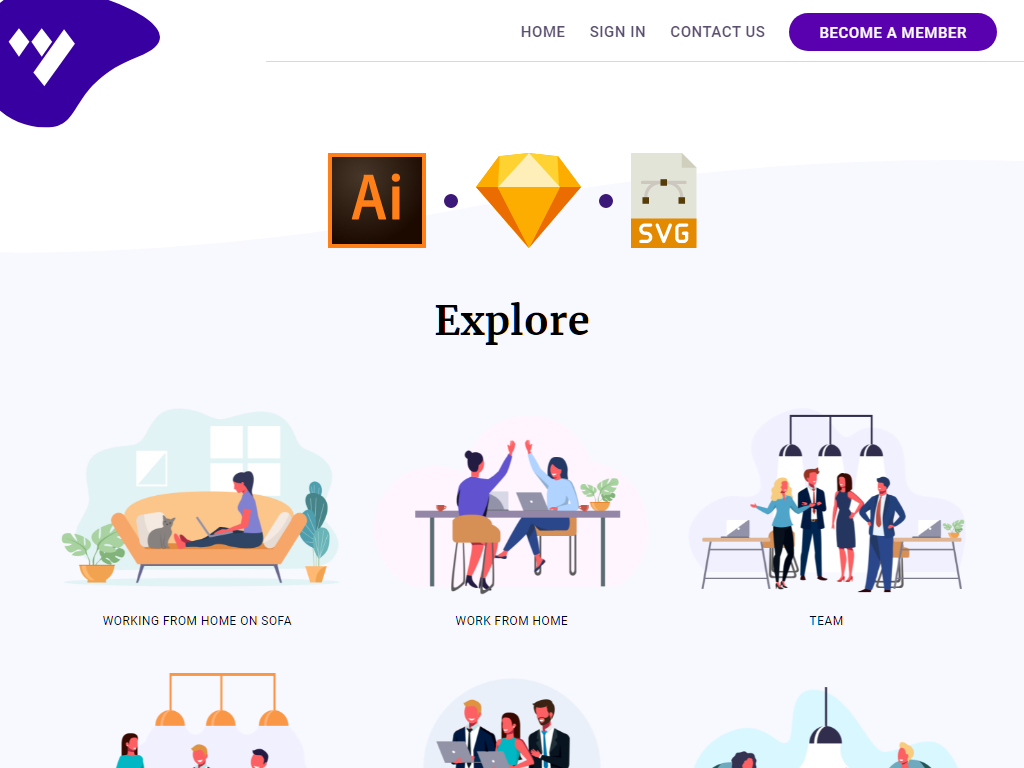 HOME SIGN IN CONTACT US BECOME A MEMBER
Ai
SVG
Explore
WORKING FROM HOME ON SOFA
WORK FROM HOME
TEAM